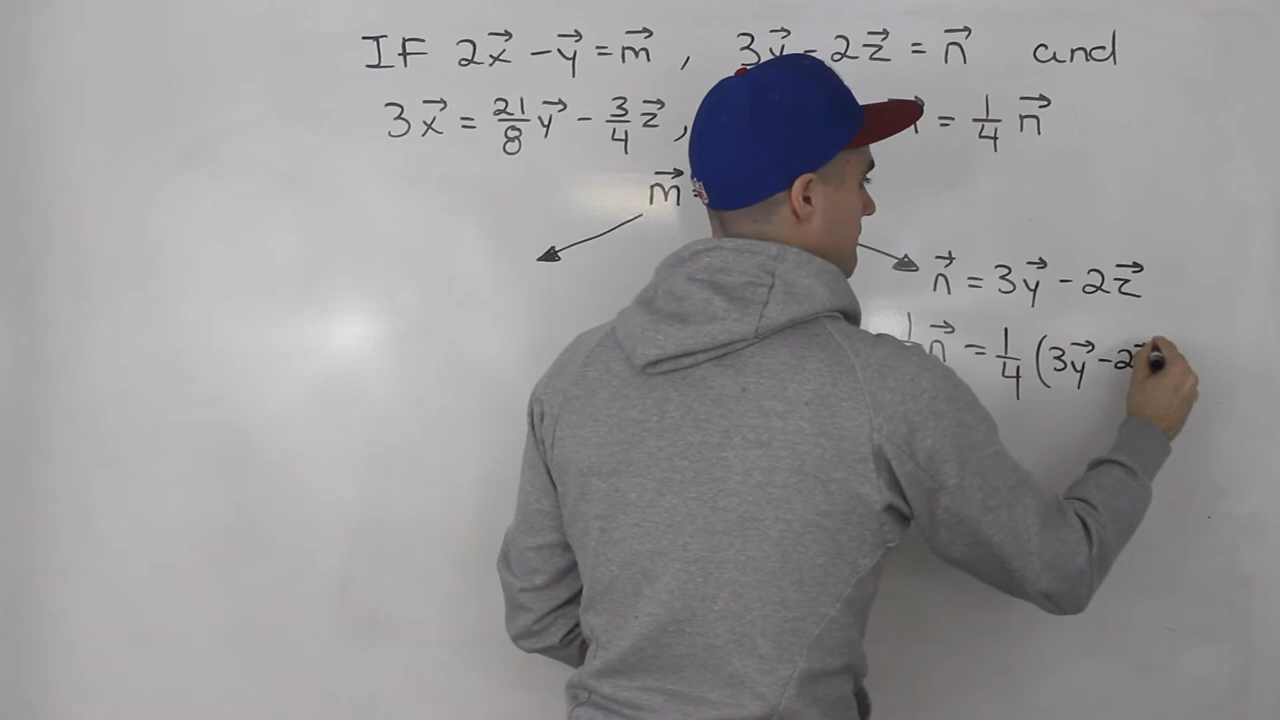 IF 2x⃗ - y⃗ = m⃗ , 3y⃗ - 2z⃗ = n⃗ and
3x⃗ = 21/8 y⃗ - 3/4 z⃗ , = 1/4 n⃗
m⃗
n⃗ = 3y⃗ - 2z⃗
n⃗ = 1/4 (3y⃗ - 2